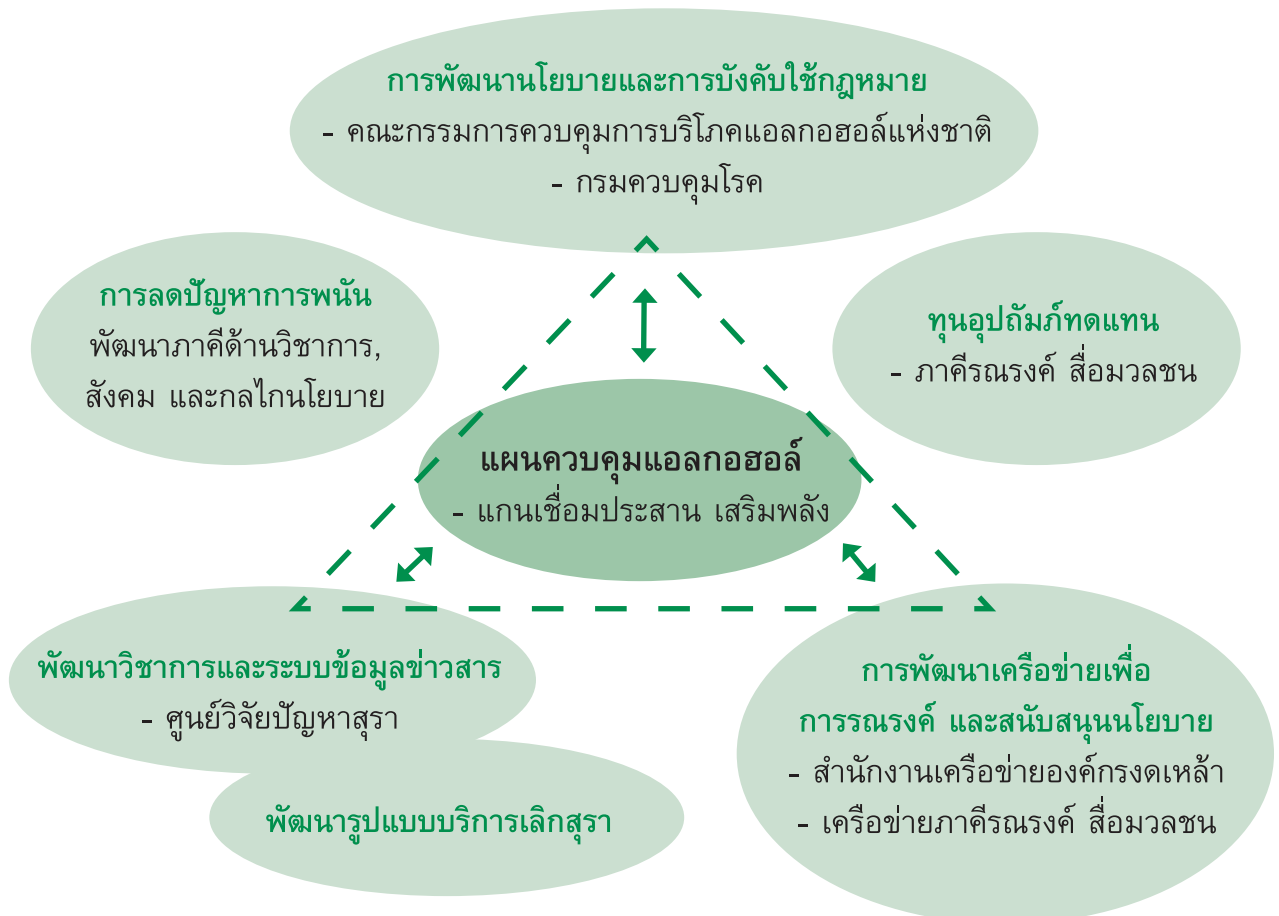 การพัฒนานโยบายและการบังคับใช้กฎหมาย
- คณะกรรมการควบคุมการบริโภคแอลกอฮอล์แห่งชาติ
- กรมควบคุมโรค
การลดปัญหาการพนัน
พัฒนาภาคีด้านวิชาการ,
สังคม และกลไกนโยบาย
ทุนอุปถัมภ์ทดแทน
- ภาคีรณรงค์ สื่อมวลชน
แผนควบคุมแอลกอฮอล์
- แกนเชื่อมประสาน เสริมพลัง
พัฒนาวิชาการและระบบข้อมูลข่าวสาร
- ศูนย์วิจัยปัญหาสุรา
พัฒนารูปแบบบริการเลิกสุรา
การพัฒนาเครือข่ายเพื่อ
การรณรงค์ และสนับสนุนนโยบาย
- สำนักงานเครือข่ายองค์กรงดเหล้า
- เครือข่ายภาคีรณรงค์ สื่อมวลชน